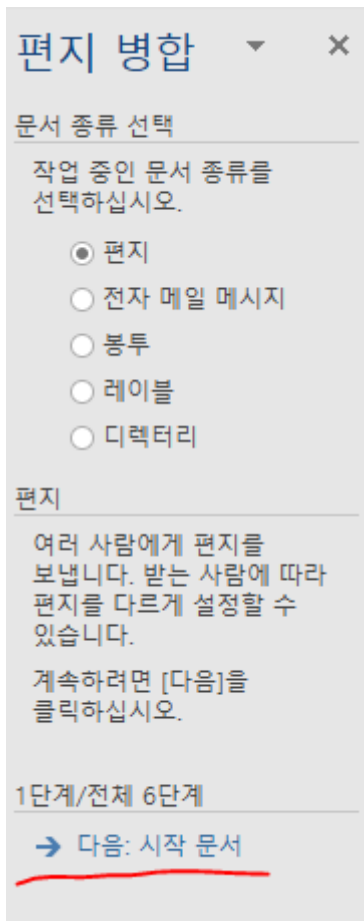 편지 병합
문서 종류 선택
작업 중인 문서 종류를
선택하십시오.
편지
전자 메일 메시지
봉투
레이블
디렉터리
편지
여러 사람에게 편지를
보냅니다. 받는 사람에 따라
편지를 다르게 설정할 수
있습니다.
계속하려면 [다음]을
클릭하십시오.
1단계/전체 6단계
다음: 시작 문서